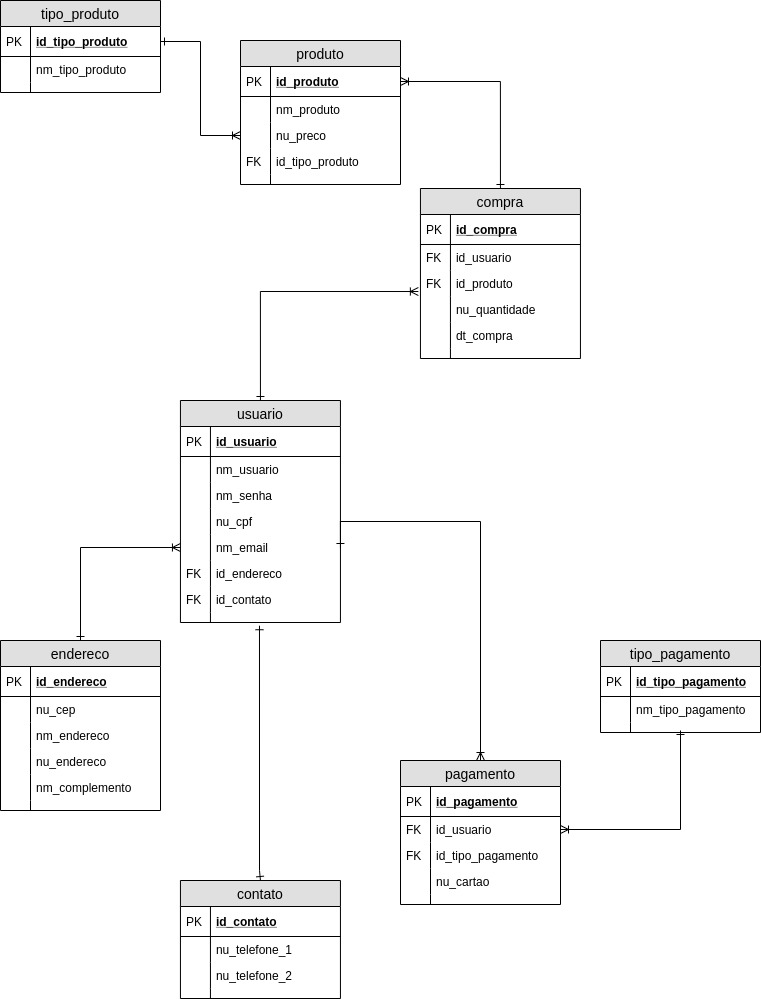 tipo_produto
PK id_tipo_produto
nm_tipo_produto
produto
PK id_produto
nm_produto
nu_preco
FK id_tipo_produto
compra
PK id_compra
FK id_usuario
FK id_produto
nu_quantidade
dt_compra
usuario
PK id_usuario
nm_usuario
nm_senha
nu_cpf
nm_email
FK id_endereco
FK id_contato
endereco
PK id_endereco
nu_cep
nm_endereco
nu_endereco
nm_complemento
tipo_pagamento
PK id_tipo_pagamento
nm_tipo_pagamento
pagamento
PK id_pagamento
FK id_usuario
FK id_tipo_pagamento
nu_cartao
contato
PK id_contato
nu_telefone_1
nu_telefone_2